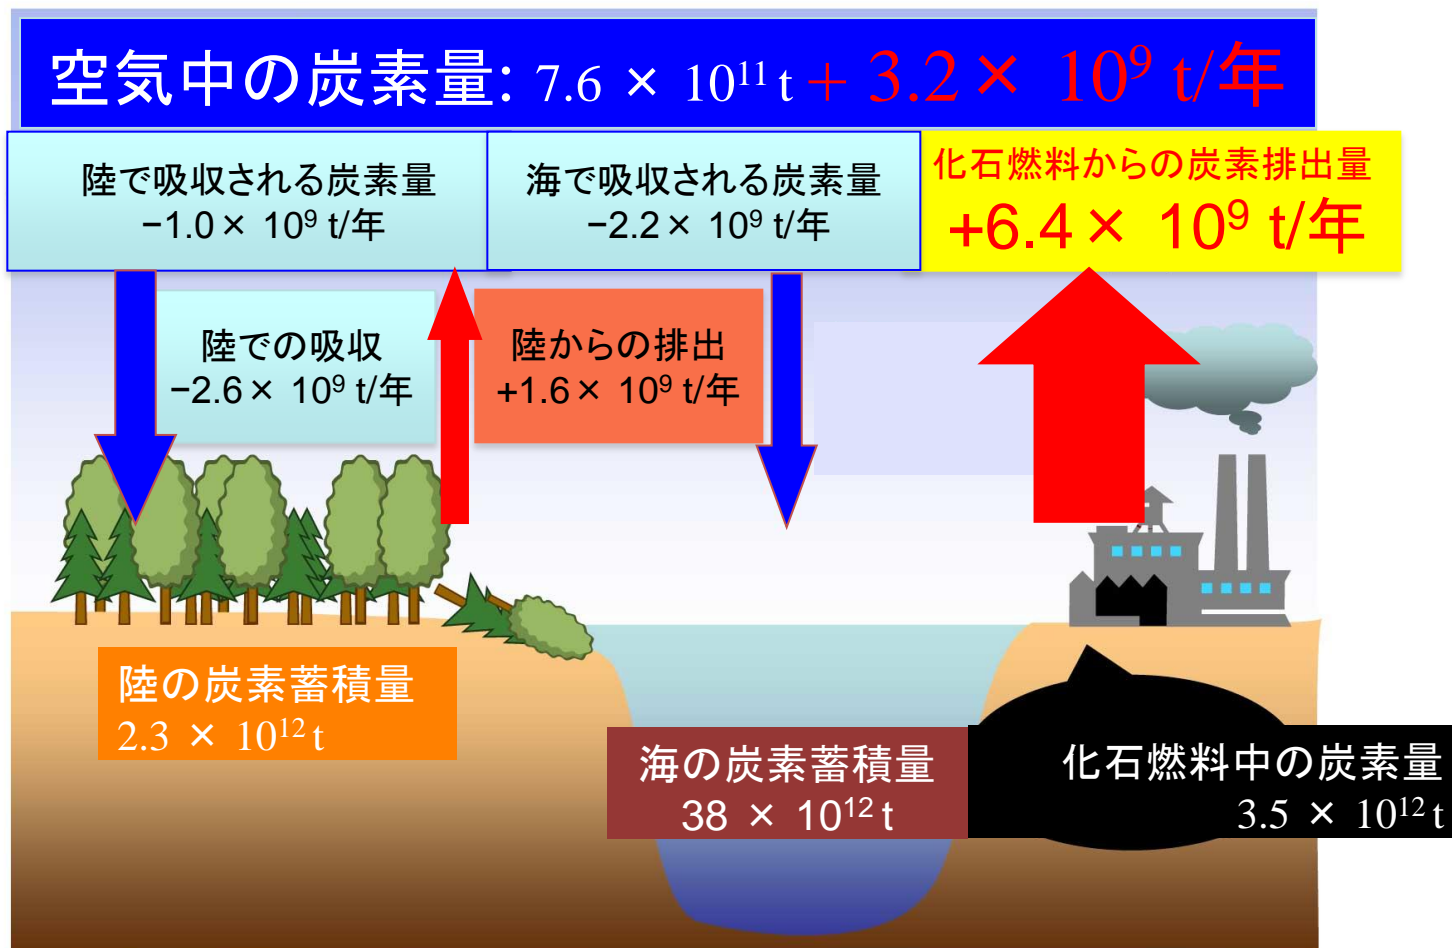 空気中の炭素量: 7.6 × 10¹¹ t + 3.2 × 10⁹ t/年
陸で吸収される炭素量
−1.0 × 10⁹ t/年
海で吸収される炭素量
−2.2 × 10⁹ t/年
化石燃料からの炭素排出量
+6.4 × 10⁹ t/年
陸での吸収
−2.6 × 10⁹ t/年
陸からの排出
+1.6 × 10⁹ t/年
陸の炭素蓄積量
2.3 × 10¹² t
海の炭素蓄積量
38 × 10¹² t
化石燃料中の炭素量
3.5 × 10¹² t